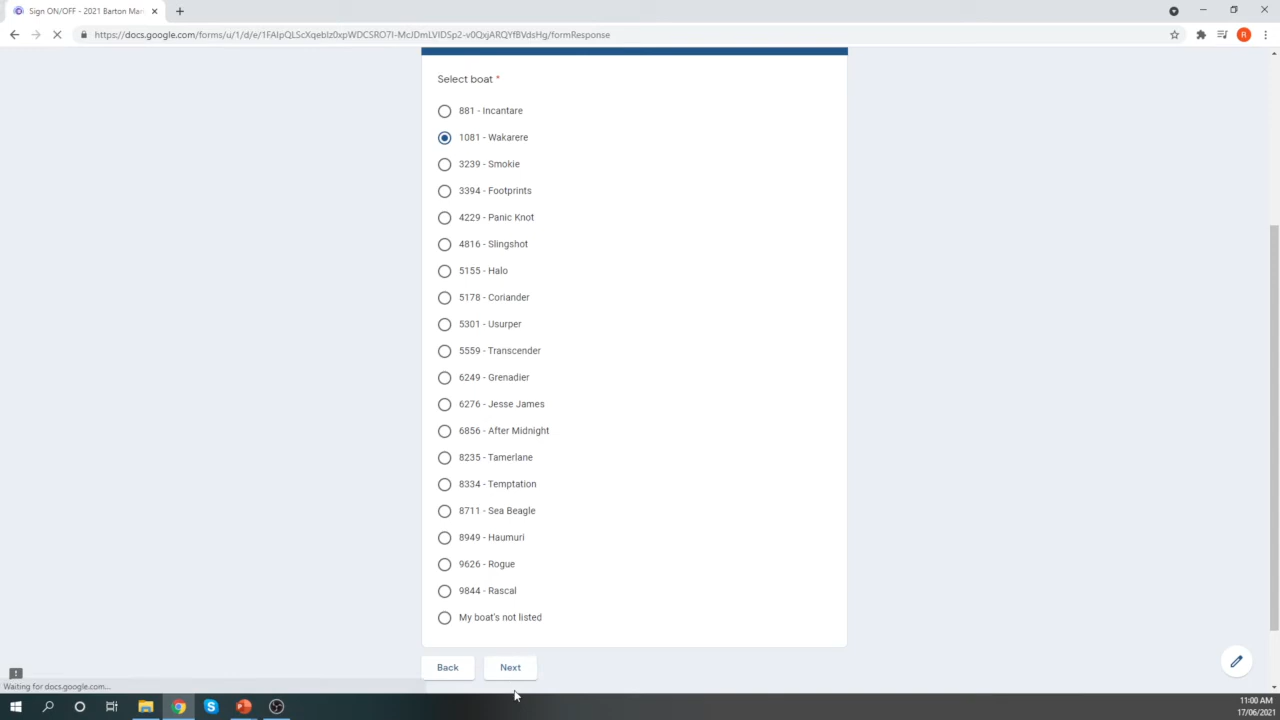 Sign ON/OFF - 2021 Barton Mar
https://docs.google.com/forms/u/1/d/e/1FAIpQLScXqebIz0xpWDCSRO7I-McJDmLVIDSp2-v0QxjARQYfBVdsHg/formResponse
R
Select boat *
881 - Incantare
1081 - Wakarere
3239 - Smokie
3394 - Footprints
4229 - Panic Knot
4816 - Slingshot
5155 - Halo
5178 - Coriander
5301 - Usurper
5559 - Transcender
6249 - Grenadier
6276 - Jesse James
6856 - After Midnight
8235 - Tamerlane
8334 - Temptation
8711 - Sea Beagle
8949 - Haumuri
9626 - Rogue
9844 - Rascal
My boat's not listed
Back Next
Waiting for docs.google.com...
11:00 AM
17/06/2021